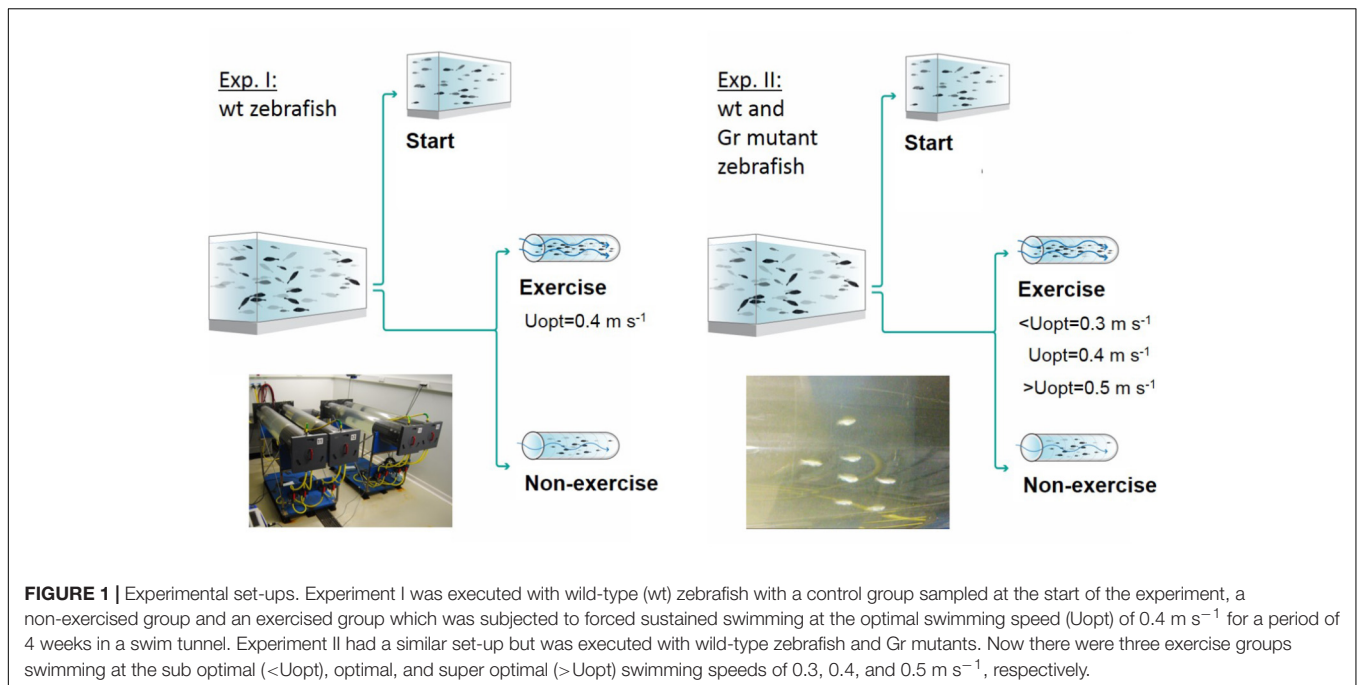 Exp. I:
wt zebrafish
Start
Exercise
Uopt=0.4 m s⁻¹
Non-exercise
Exp. II:
wt and
Gr mutant
zebrafish
Start
Exercise
<Uopt=0.3 m s⁻¹
Uopt=0.4 m s⁻¹
>Uopt=0.5 m s⁻¹
Non-exercise
FIGURE 1 | Experimental set-ups. Experiment I was executed with wild-type (wt) zebrafish with a control group sampled at the start of the experiment, a
non-exercised group and an exercised group which was subjected to forced sustained swimming at the optimal swimming speed (Uopt) of 0.4 m s⁻¹ for a period of
4 weeks in a swim tunnel. Experiment II had a similar set-up but was executed with wild-type zebrafish and Gr mutants. Now there were three exercise groups
swimming at the sub optimal (<Uopt), optimal, and super optimal (>Uopt) swimming speeds of 0.3, 0.4, and 0.5 m s⁻¹, respectively.